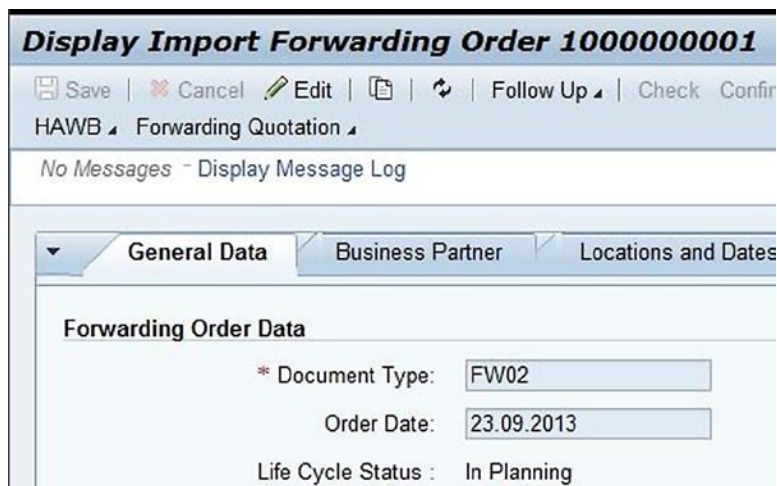 Display Import Forwarding Order 1000000001
Save | Cancel Edit | | | Follow Up | Check
HAWB Forwarding Quotation
No Messages - Display Message Log
General Data Business Partner Locations and Dates
Forwarding Order Data
* Document Type: FW02
Order Date: 23.09.2013
Life Cycle Status : In Planning